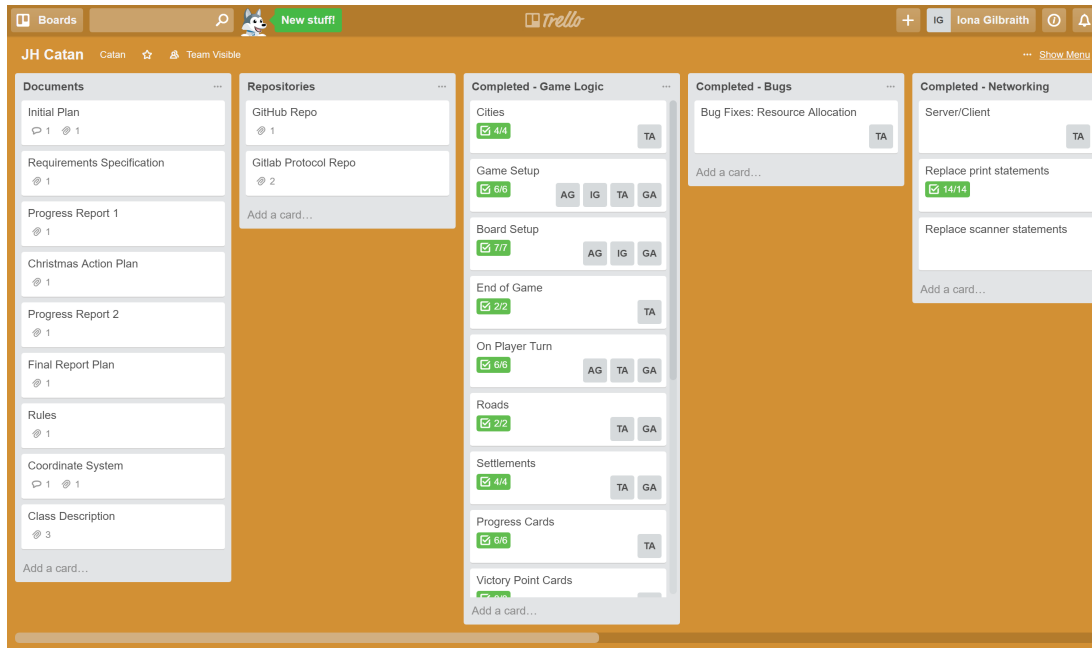 Boards
New stuff!
Trello
+
IG Iona Gilbraith
JH Catan Catan Team Visible
··· Show Menu
Documents ···
Initial Plan
1 1
Requirements Specification
1
Progress Report 1
1
Christmas Action Plan
1
Progress Report 2
1
Final Report Plan
1
Rules
1
Coordinate System
1 1
Class Description
3
Add a card…
Repositories ···
GitHub Repo
1
Gitlab Protocol Repo
2
Add a card…
Completed - Game Logic ···
Cities
4/4
TA
Game Setup
6/6
AG IG TA GA
Board Setup
7/7
AG IG GA
End of Game
2/2
TA
On Player Turn
6/6
AG TA GA
Roads
2/2
TA GA
Settlements
4/4
TA GA
Progress Cards
6/6
TA
Victory Point Cards
Add a card…
Completed - Bugs ···
Bug Fixes: Resource Allocation
TA
Add a card…
Completed - Networking
Server/Client
TA
Replace print statements
14/14
Replace scanner statements
Add a card…